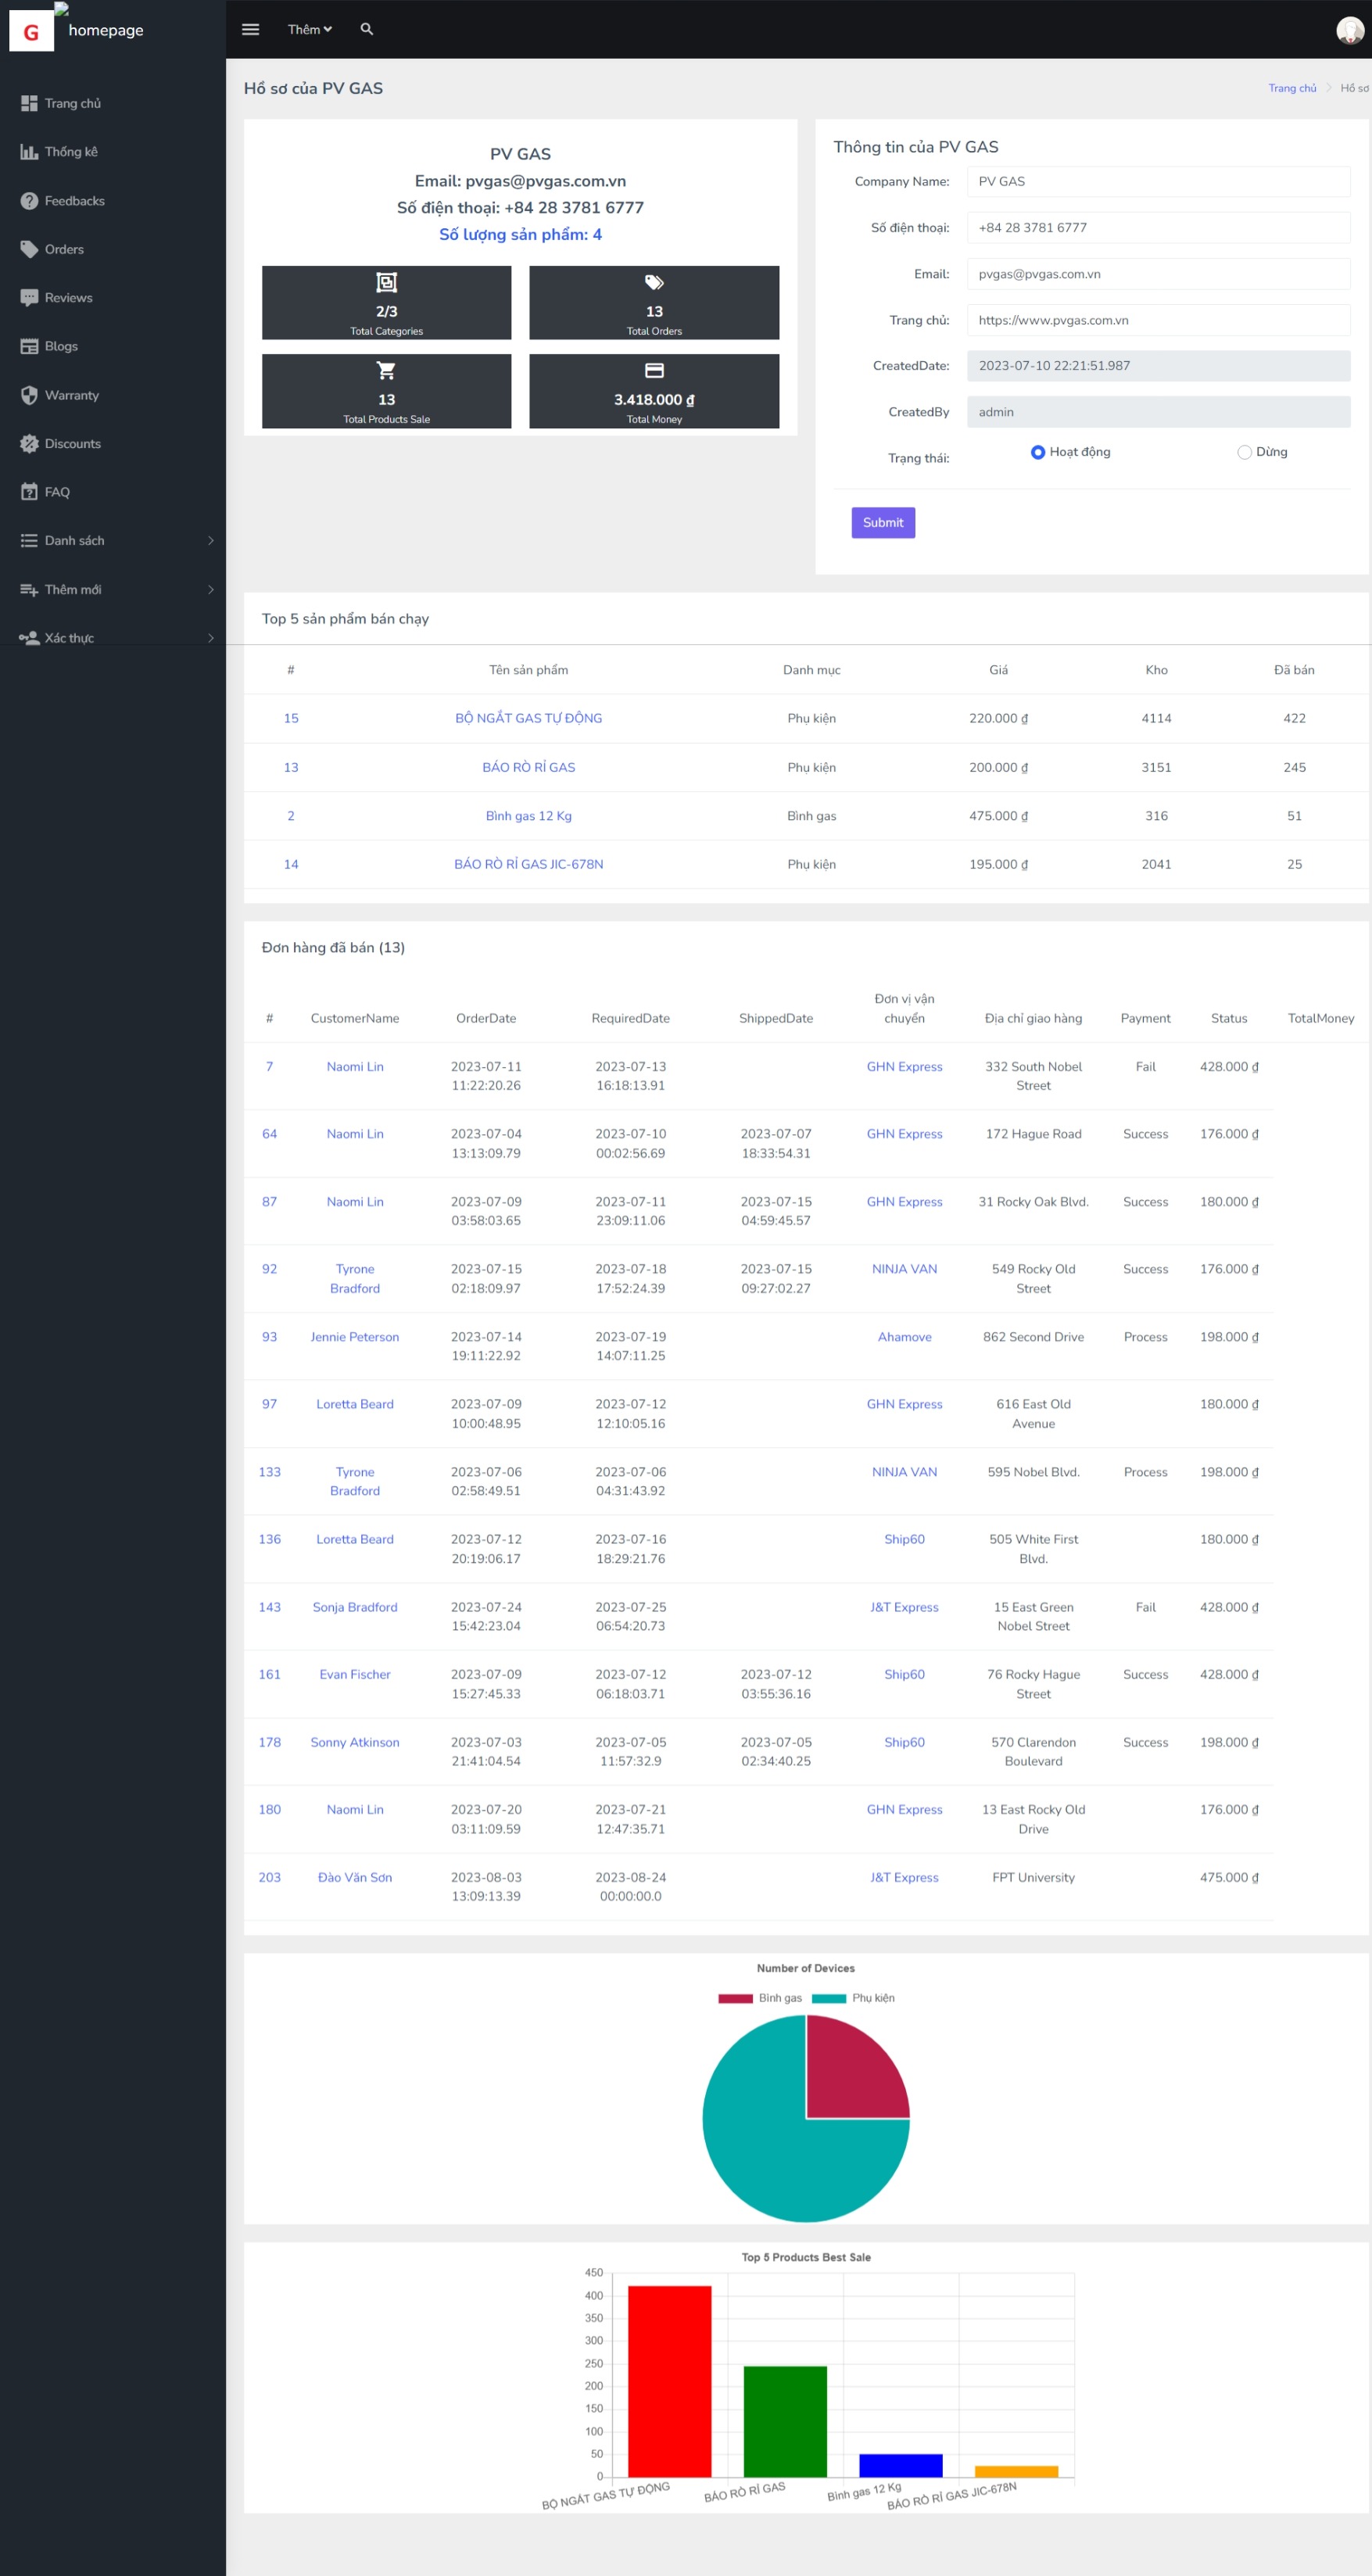 G
homepage
Thêm
Trang chủ
Thống kê
Feedbacks
Orders
Reviews
Blogs
Warranty
Discounts
FAQ
Danh sách
Thêm mới
Xác thực
Hồ sơ của PV GAS
Trang chủ > Hồ sơ
PV GAS
Email: pvgas@pvgas.com.vn
Số điện thoại: +84 28 3781 6777
Số lượng sản phẩm: 4
2/3
Total Categories
13
Total Orders
13
Total Products Sale
3.418.000 ₫
Total Money
Thông tin của PV GAS
Company Name: PV GAS
Số điện thoại: +84 28 3781 6777
Email: pvgas@pvgas.com.vn
Trang chủ: https://www.pvgas.com.vn
CreatedDate: 2023-07-10 22:21:51.987
CreatedBy admin
Trạng thái: Hoạt động Dừng
Submit
Top 5 sản phẩm bán chạy
# Tên sản phẩm Danh mục Giá Kho Đã bán
15 BỘ NGẮT GAS TỰ ĐỘNG Phụ kiện 220.000 ₫ 4114 422
13 BÁO RÒ RỈ GAS Phụ kiện 200.000 ₫ 3151 245
2 Bình gas 12 Kg Bình gas 475.000 ₫ 316 51
14 BÁO RÒ RỈ GAS JIC-678N Phụ kiện 195.000 ₫ 2041 25
Đơn hàng đã bán (13)
Đơn vị vận
# CustomerName OrderDate RequiredDate ShippedDate chuyển Địa chỉ giao hàng Payment Status TotalMoney
7 Naomi Lin 2023-07-11 2023-07-13 GHN Express 332 South Nobel Fail 428.000 ₫
11:22:20.26 16:18:13.91 Street
64 Naomi Lin 2023-07-04 2023-07-10 2023-07-07 GHN Express 172 Hague Road Success 176.000 ₫
13:13:09.79 00:02:56.69 18:33:54.31
87 Naomi Lin 2023-07-09 2023-07-11 2023-07-15 GHN Express 31 Rocky Oak Blvd. Success 180.000 ₫
03:58:03.65 23:09:11.06 04:59:45.57
92 Tyrone 2023-07-15 2023-07-18 2023-07-15 NINJA VAN 549 Rocky Old Success 176.000 ₫
Bradford 02:18:09.97 17:52:24.39 09:27:02.27 Street
93 Jennie Peterson 2023-07-14 2023-07-19 Ahamove 862 Second Drive Process 198.000 ₫
19:11:22.92 14:07:11.25
97 Loretta Beard 2023-07-09 2023-07-12 GHN Express 616 East Old 180.000 ₫
10:00:48.95 12:10:05.16 Avenue
133 Tyrone 2023-07-06 2023-07-06 NINJA VAN 595 Nobel Blvd. Process 198.000 ₫
Bradford 02:58:49.51 04:31:43.92
136 Loretta Beard 2023-07-12 2023-07-16 Ship60 505 White First 180.000 ₫
20:19:06.17 18:29:21.76 Blvd.
143 Sonja Bradford 2023-07-24 2023-07-25 J&T Express 15 East Green Fail 428.000 ₫
15:42:23.04 06:54:20.73 Nobel Street
161 Evan Fischer 2023-07-09 2023-07-12 2023-07-12 Ship60 76 Rocky Hague Success 428.000 ₫
15:27:45.33 06:18:03.71 03:55:36.16 Street
178 Sonny Atkinson 2023-07-03 2023-07-05 2023-07-05 Ship60 570 Clarendon Success 198.000 ₫
21:41:04.54 11:57:32.9 02:34:40.25 Boulevard
180 Naomi Lin 2023-07-20 2023-07-21 GHN Express 13 East Rocky Old 176.000 ₫
03:11:09.59 12:47:35.71 Drive
203 Đào Văn Sơn 2023-08-03 2023-08-24 J&T Express FPT University 475.000 ₫
13:09:13.39 00:00:00.0
Number of Devices
Bình gas Phụ kiện
Top 5 Products Best Sale
450
400
350
300
250
200
150
100
50
0
BỘ NGẮT GAS TỰ ĐỘNG BÁO RÒ RỈ GAS Bình gas 12 Kg BÁO RÒ RỈ GAS JIC-678N